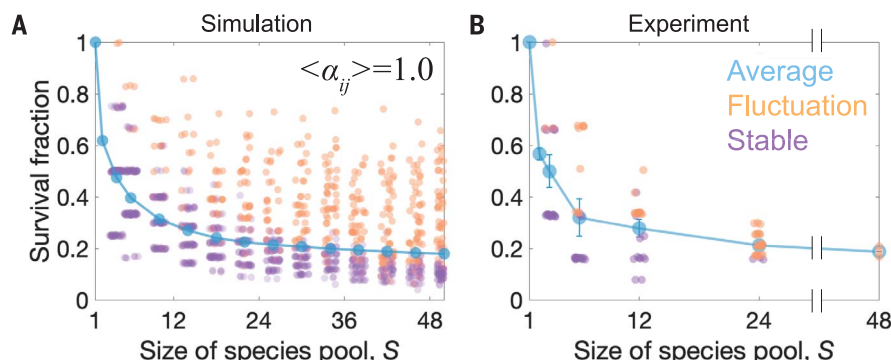 A
Simulation
<α_ij>=1.0
Survival fraction
1
0.8
0.6
0.4
0.2
0
1 12 24 36 48
Size of species pool, S
B
Experiment
Average
Fluctuation
Stable
1
0.8
0.6
0.4
0.2
0
1 12 24 48
Size of species pool, S